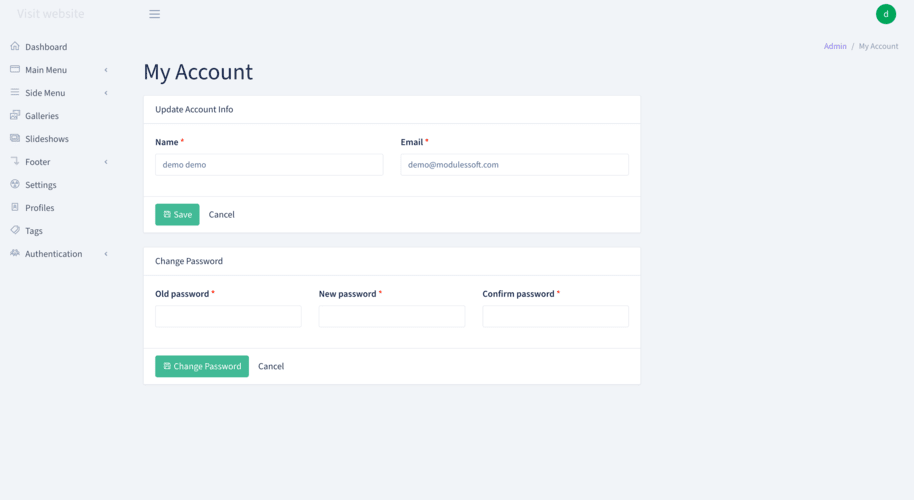 Visit website
d
Dashboard
Main Menu
Side Menu
Galleries
Slideshows
Footer
Settings
Profiles
Tags
Authentication
Admin / My Account
My Account
Update Account Info
Name *
Email *
demo demo
demo@modulessoft.com
Save
Cancel
Change Password
Old password *
New password *
Confirm password *
Change Password
Cancel